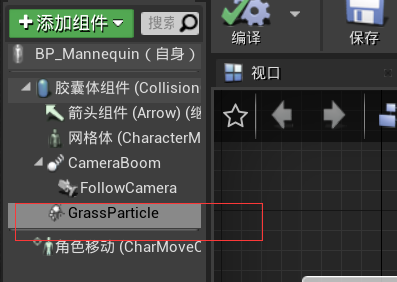 +添加组件
搜索
编译
保存
BP_Mannequin（自身）
视口
胶囊体组件 (Collision
箭头组件 (Arrow) (继
网格体 (CharacterM
CameraBoom
FollowCamera
GrassParticle
角色移动 (CharMoveC